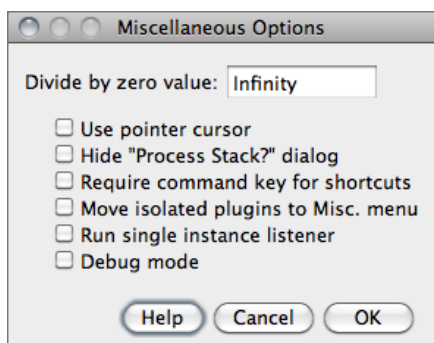 Miscellaneous Options
Divide by zero value: Infinity
Use pointer cursor
Hide "Process Stack?" dialog
Require command key for shortcuts
Move isolated plugins to Misc. menu
Run single instance listener
Debug mode
Help Cancel OK